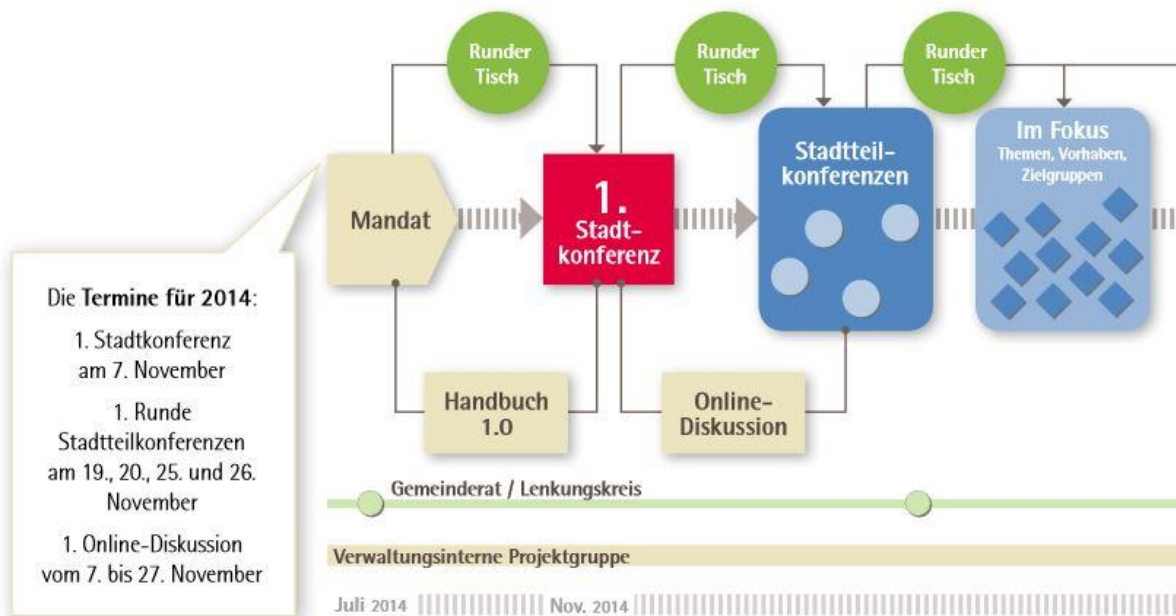 Runder
Tisch
Runder
Tisch
Runder
Tisch
Mandat
1.
Stadt-
konferenz
Stadtteil-
konferenzen
Im Fokus
Themen, Vorhaben,
Zielgruppen
Die Termine für 2014:
1. Stadtkonferenz
am 7. November
1. Runde
Stadtteilkonferenzen
am 19., 20., 25. und 26.
November
1. Online-Diskussion
vom 7. bis 27. November
Handbuch
1.0
Online-
Diskussion
Gemeinderat / Lenkungskreis
Verwaltungsinterne Projektgruppe
Juli 2014
Nov. 2014